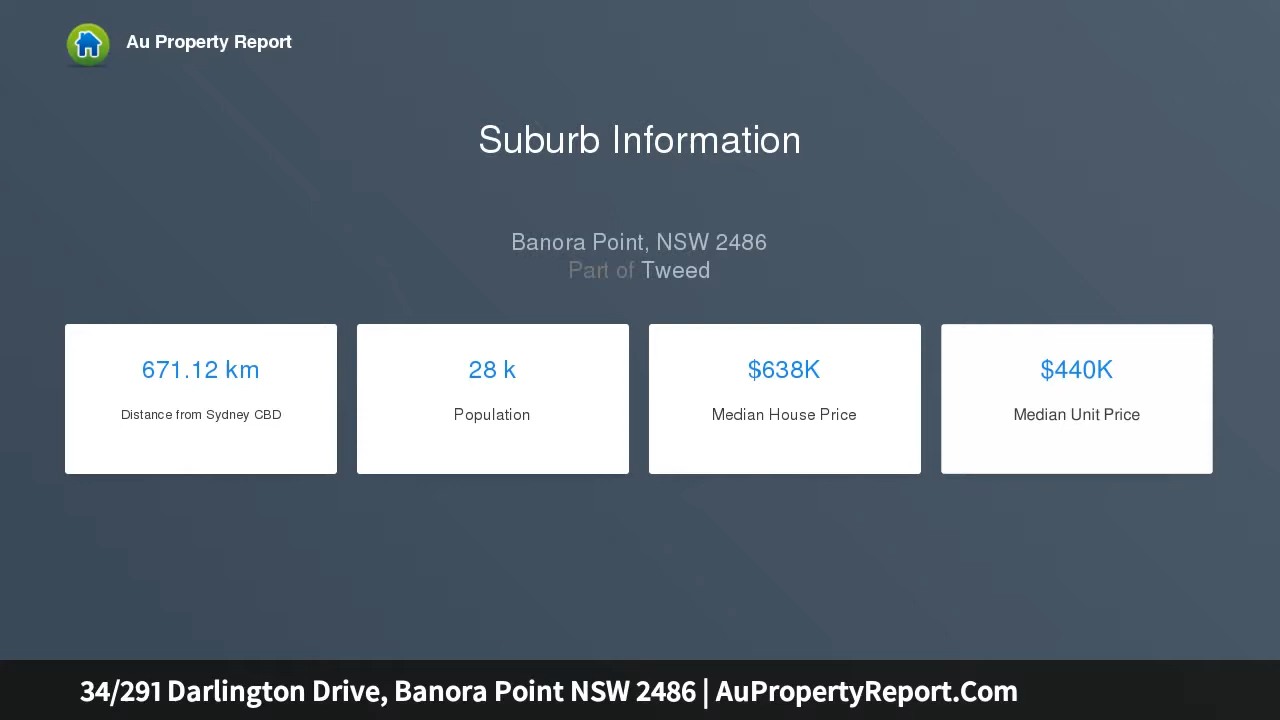 Au Property Report
Suburb Information
Banora Point, NSW 2486
Part of Tweed
671.12 km
Distance from Sydney CBD
28 k
Population
$638K
Median House Price
$440K
Median Unit Price
34/291 Darlington Drive, Banora Point NSW 2486 | AuPropertyReport.Com